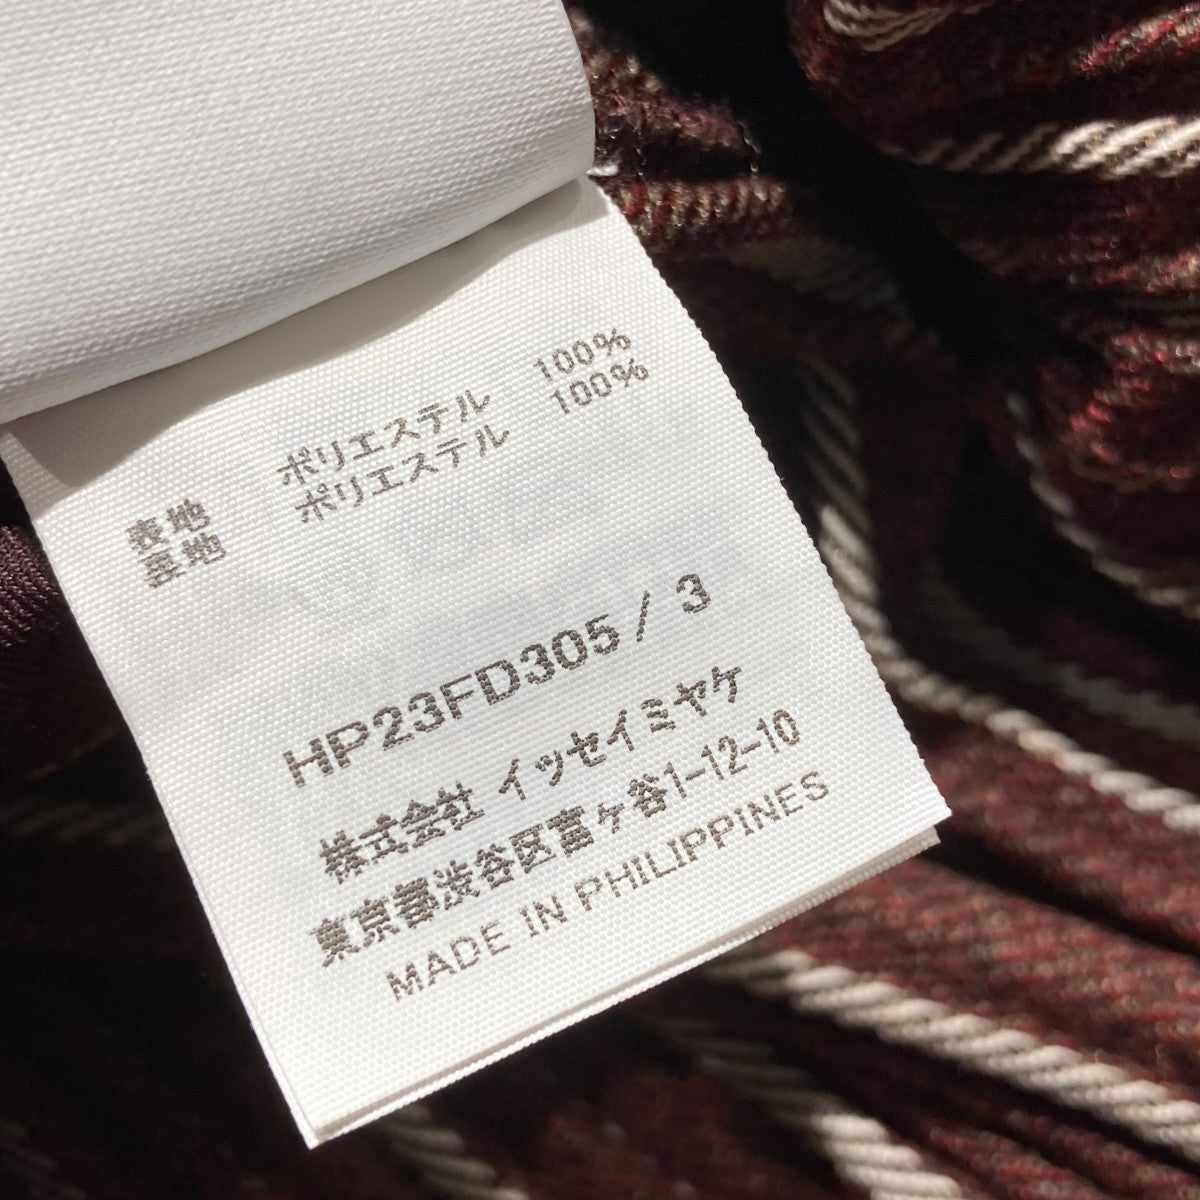 表地 ポリエステル 100%
裏地 ポリエステル 100%
HP23FD305 / 3
株式会社 イッセイミヤケ
東京都渋谷区富ヶ谷1-12-10
MADE IN PHILIPPINES